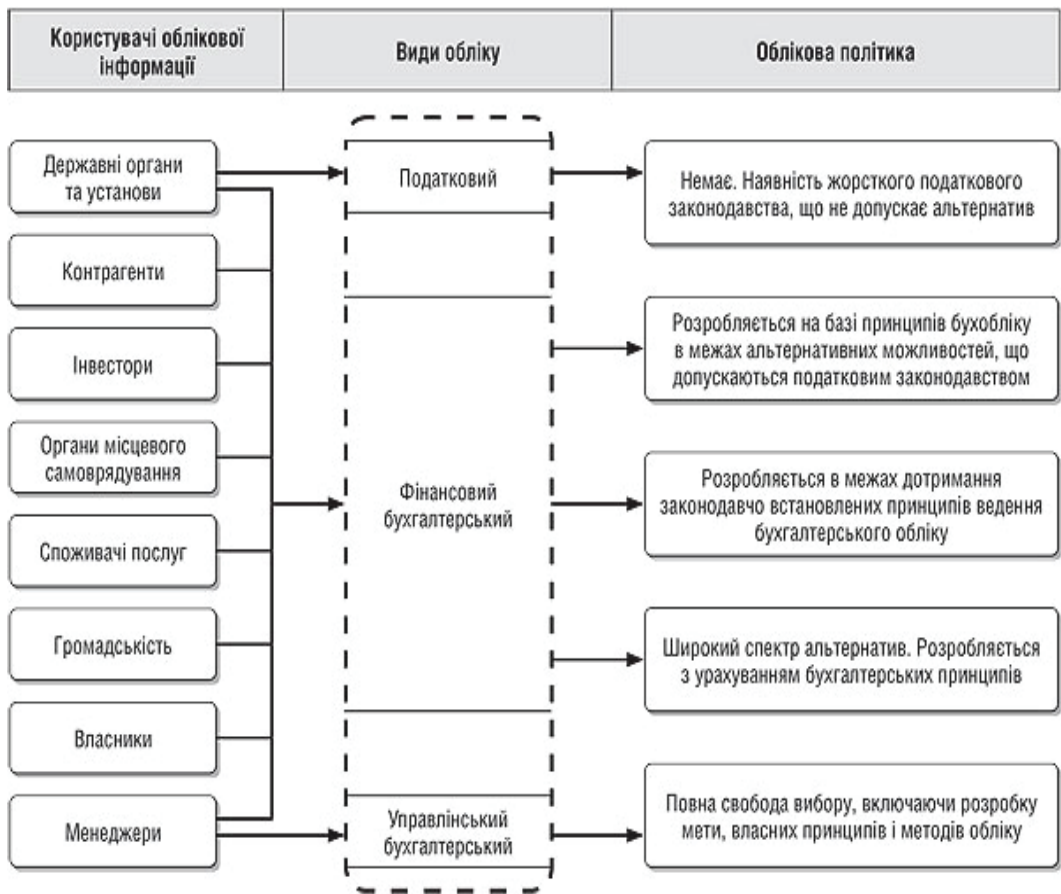 Користувачі облікової
інформації
Види обліку
Облікова політика
Державні органи
та установи
Контрагенти
Інвестори
Органи місцевого
самоврядування
Споживачі послуг
Громадськість
Власники
Менеджери
Податковий
Фінансовий
бухгалтерський
Управлінський
бухгалтерський
Немає. Наявність жорсткого податкового
законодавства, що не допускає альтернатив
Розробляється на базі принципів бухобліку
в межах альтернативних можливостей, що
допускаються податковим законодавством
Розробляється в межах дотримання
законодавчо встановлених принципів ведення
бухгалтерського обліку
Широкий спектр альтернатив. Розробляється
з урахуванням бухгалтерських принципів
Повна свобода вибору, включаючи розробку
мети, власних принципів і методів обліку